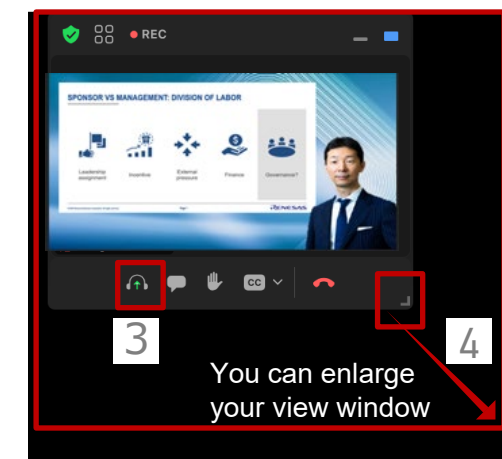 REC
SPONSOR VS MANAGEMENT: DIVISION OF LABOR
Leadership
assignment
Incentive
External
pressure
Finance
Governance?
RENESAS
CC
3
4
You can enlarge
your view window